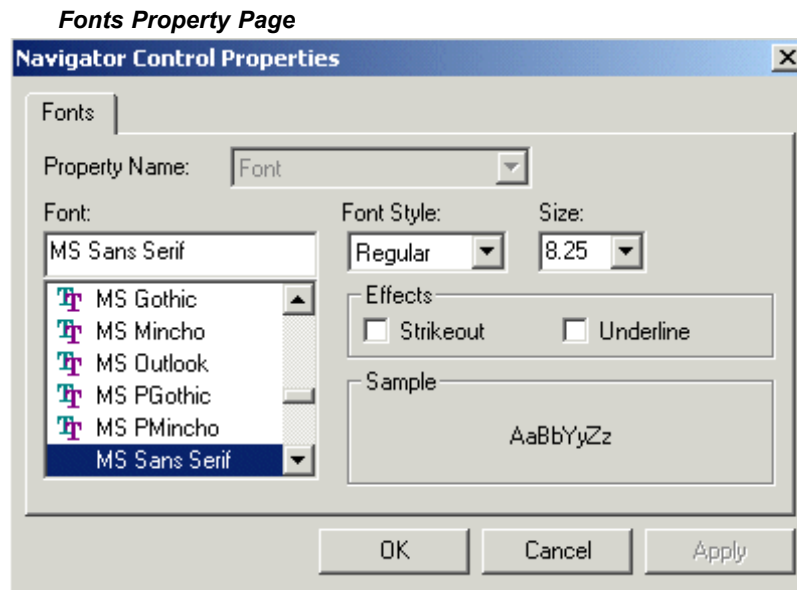 Fonts Property Page
Navigator Control Properties
Fonts
Property Name: Font
Font: Font Style: Size:
MS Sans Serif Regular 8.25
MS Gothic
MS Mincho
MS Outlook
MS PGothic
MS PMincho
MS Sans Serif
Effects
Strikeout Underline
Sample
AaBbYyZz
OK Cancel Apply